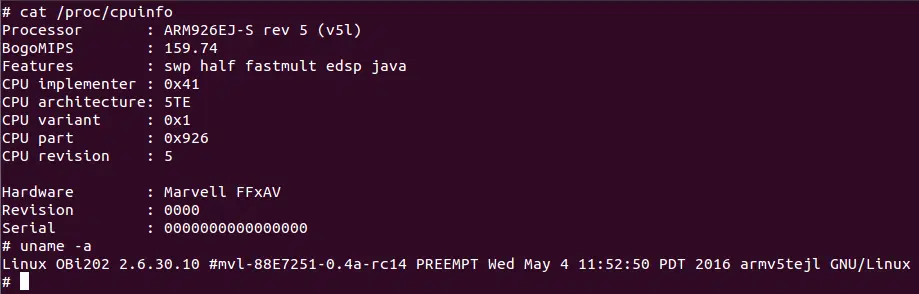 # cat /proc/cpuinfo
Processor       : ARM926EJ-S rev 5 (v5l)
BogoMIPS        : 159.74
Features        : swp half fastmult edsp java
CPU implementer : 0x41
CPU architecture: 5TE
CPU variant     : 0x1
CPU part        : 0x926
CPU revision    : 5

Hardware        : Marvell FFxAV
Revision        : 0000
Serial          : 0000000000000000
# uname -a
Linux OBi202 2.6.30.10 #mvl-88E7251-0.4a-rc14 PREEMPT Wed May 4 11:52:50 PDT 2016 armv5tejl GNU/Linux
#